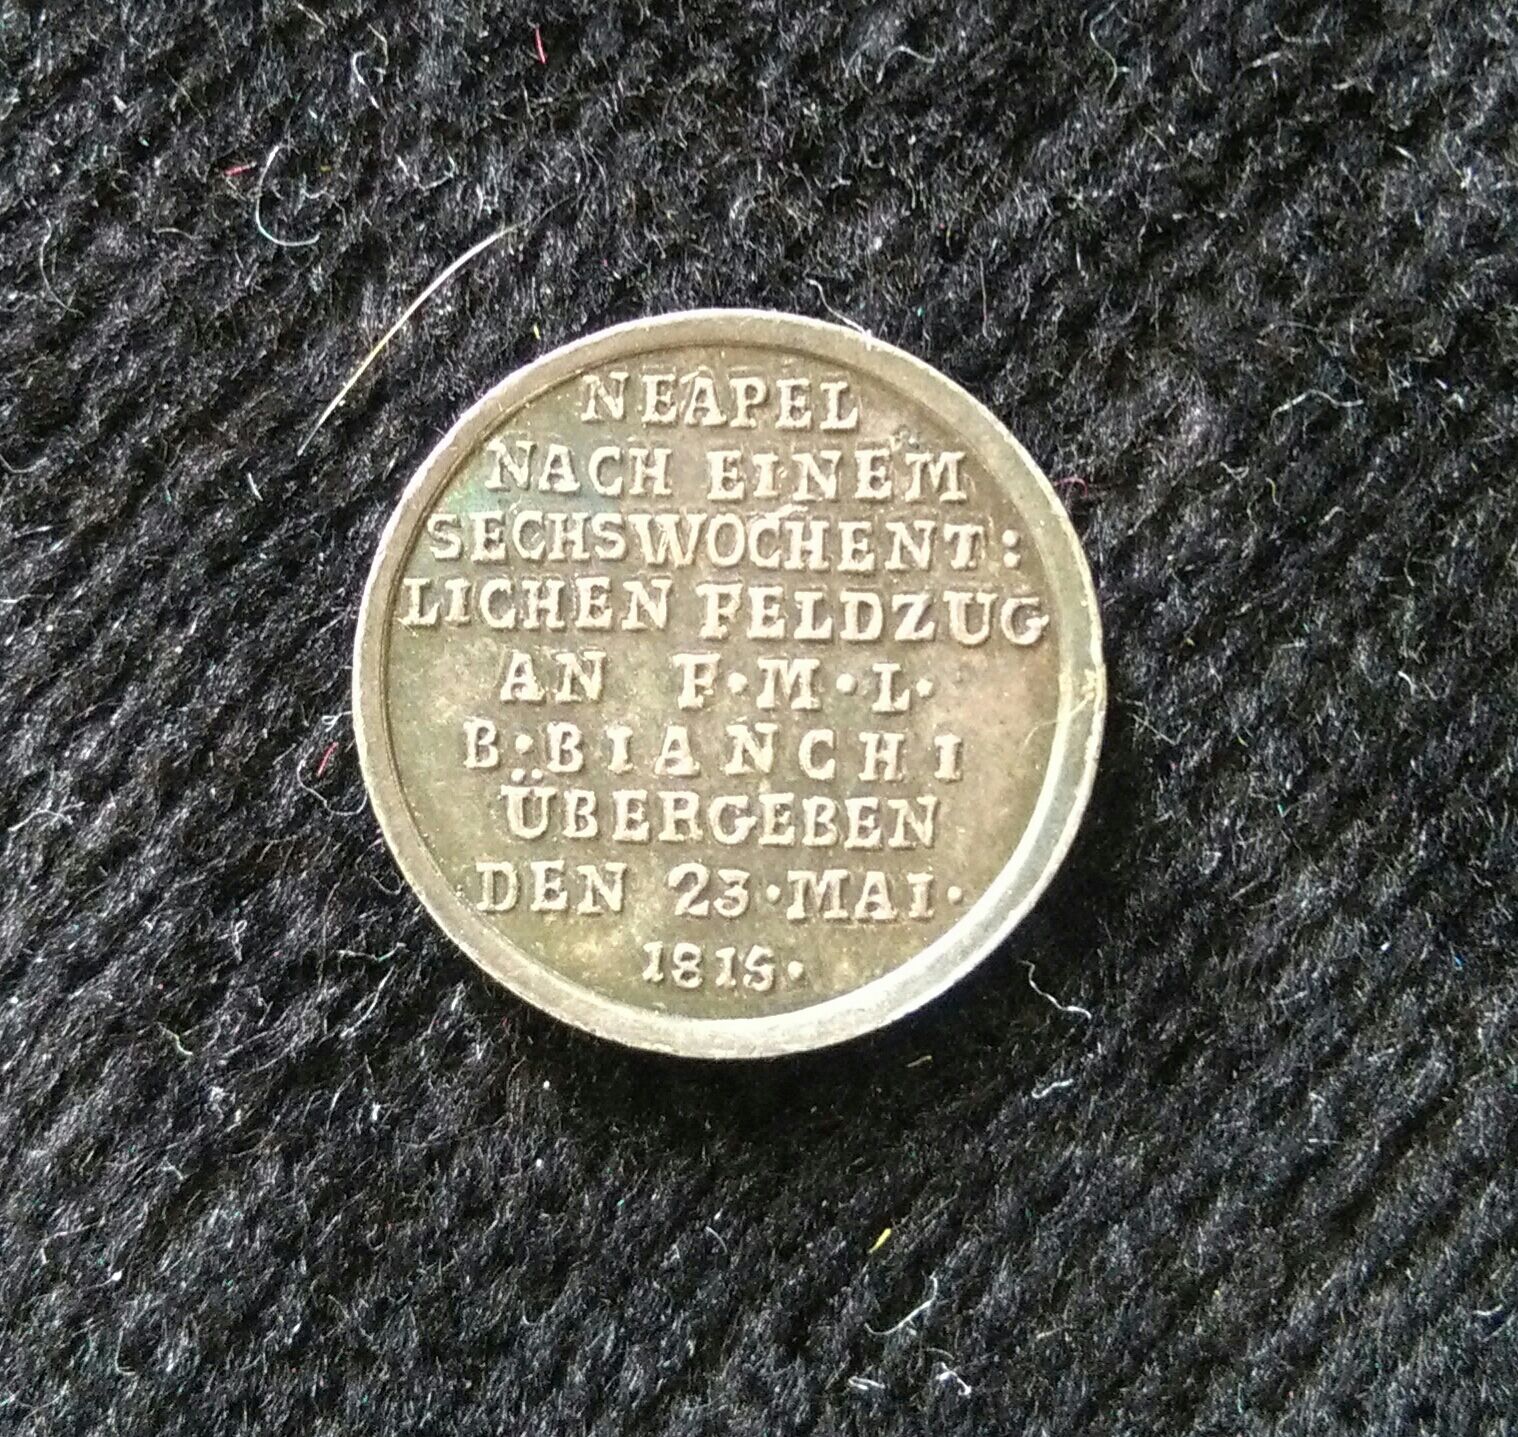 NEAPEL
NACH EINEM
SECHSWOCHENT:
LICHEN FELDZUG
AN F·M·L·
B·BIANCHI
ÜBERGEBEN
DEN 23·MAI·
1815·